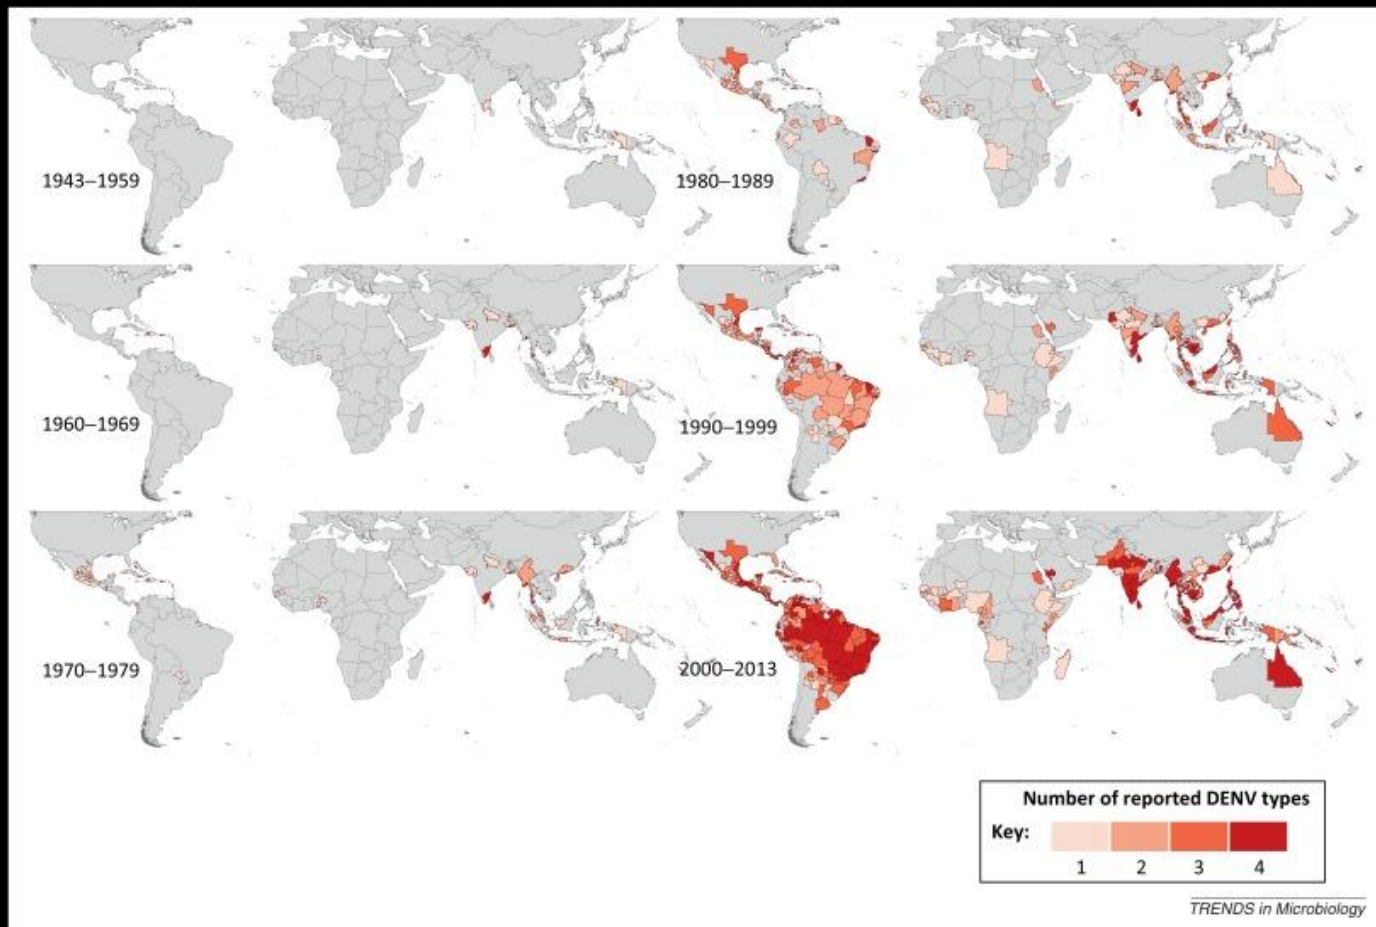 1943–1959
1980–1989
1960–1969
1990–1999
1970–1979
2000–2013
Number of reported DENV types
Key:
1 2 3 4
TRENDS in Microbiology